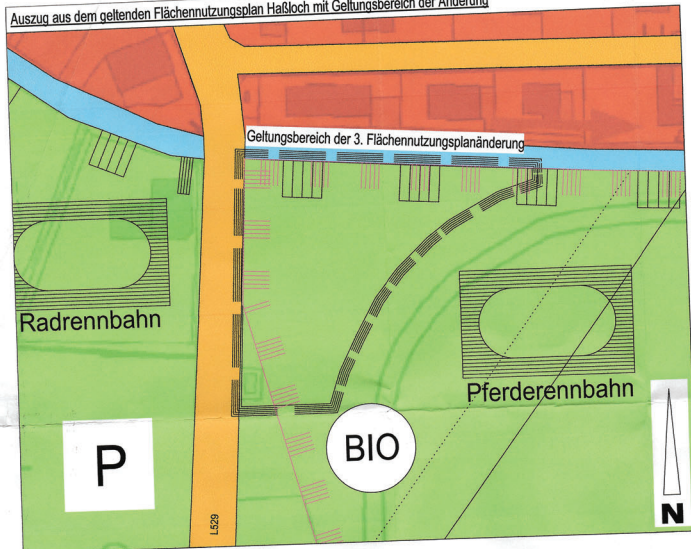 Auszug aus dem geltenden Flächennutzungsplan Haßloch mit Geltungsbereich der Änderung
Geltungsbereich der 3. Flächennutzungsplanänderung
Radrennbahn
Pferderennbahn
P
BIO
L529
N